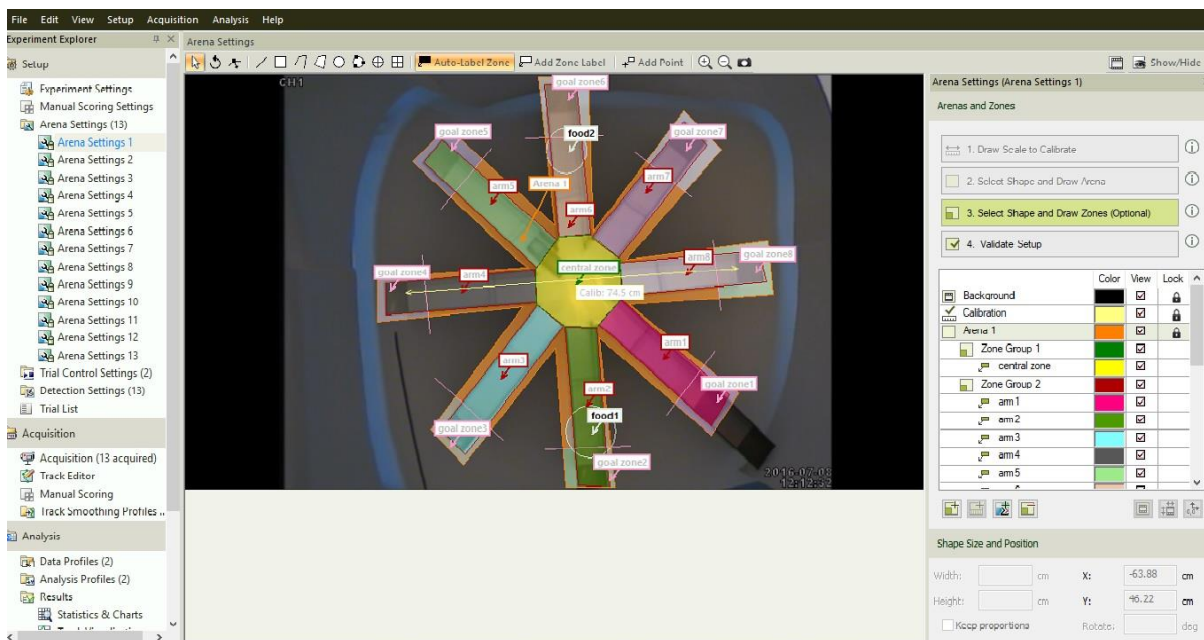 File Edit View Setup Acquisition Analysis Help
Experiment Explorer
Setup
Experiment Settings
Manual Scoring Settings
Arena Settings (13)
Arena Settings 1
Arena Settings 2
Arena Settings 3
Arena Settings 4
Arena Settings 5
Arena Settings 6
Arena Settings 7
Arena Settings 8
Arena Settings 9
Arena Settings 10
Arena Settings 11
Arena Settings 12
Arena Settings 13
Trial Control Settings (2)
Detection Settings (13)
Trial List
Acquisition
Acquisition (13 acquired)
Track Editor
Manual Scoring
Track Smoothing Profiles ..
Analysis
Data Profiles (2)
Analysis Profiles (2)
Results
Statistics & Charts
Arena Settings
Auto-Label Zone Add Zone Label Add Point Show/Hide
CH1
goal zone6
goal zone5
food2
goal zone7
arm5
Arena 1
arm7
arm6
goal zone4
arm4
central zone
arm8
goal zone8
Calib: 74.5 cm
arm3
arm1
arm2
goal zone1
food1
goal zone3
goal zone2
2016-07-08
12:12:32
Arena Settings (Arena Settings 1)
Arenas and Zones
1. Draw Scale to Calibrate
2. Select Shape and Draw Arena
3. Select Shape and Draw Zones (Optional)
4. Validate Setup
Color View Lock
Background
Calibration
Arena 1
Zone Group 1
central zone
Zone Group 2
arm1
arm2
arm3
arm4
arm5
Shape Size and Position
Width: cm X: -63.88 cm
Height: cm Y: 46.22 cm
Keep proportions Rotate: deg